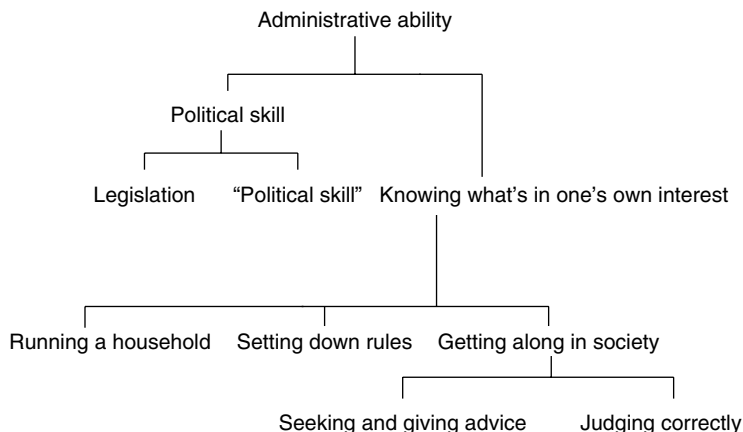 Administrative ability
Political skill
Legislation
“Political skill”
Knowing what’s in one’s own interest
Running a household
Setting down rules
Getting along in society
Seeking and giving advice
Judging correctly